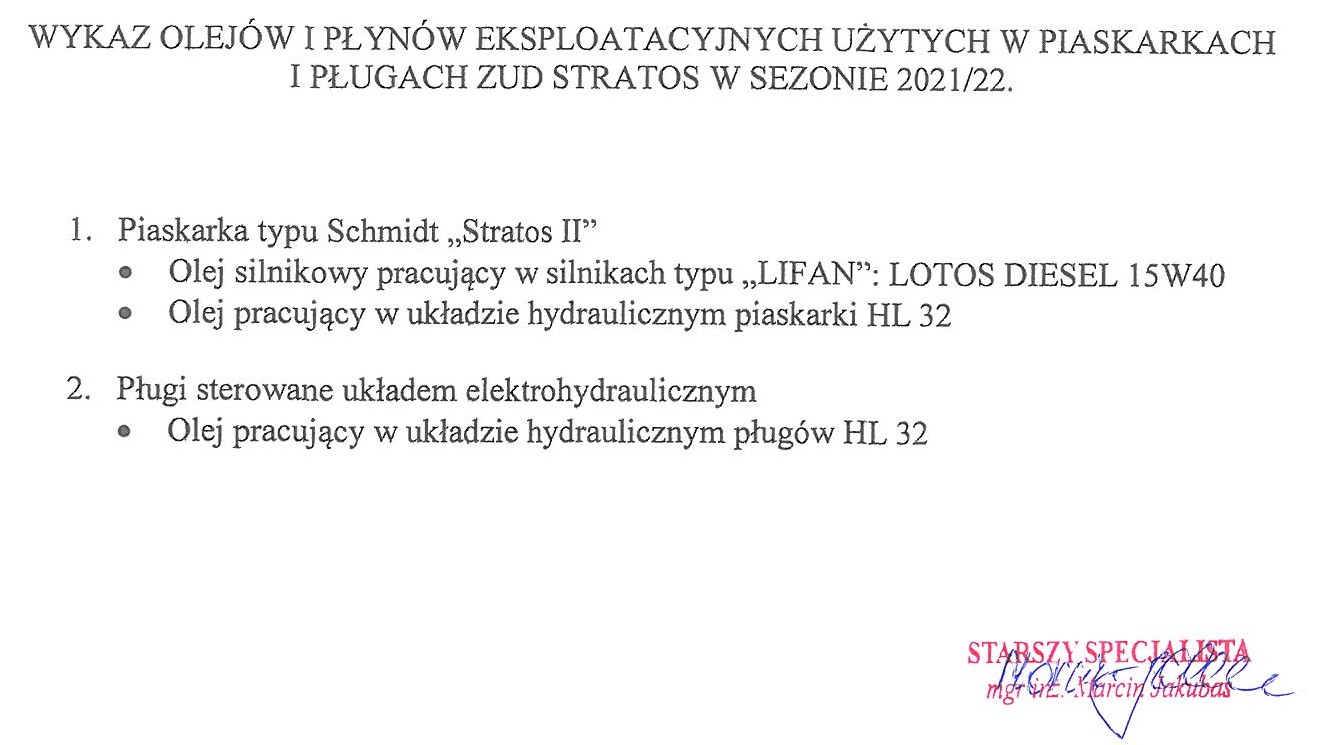 WYKAZ OLEJÓW I PŁYNÓW EKSPLOATACYJNYCH UŻYTYCH W PIASKARKACH
I PŁUGACH ZUD STRATOS W SEZONIE 2021/22.
1. Piaskarka typu Schmidt „Stratos II”
• Olej silnikowy pracujący w silnikach typu „LIFAN”: LOTOS DIESEL 15W40
• Olej pracujący w układzie hydraulicznym piaskarki HL 32
2. Pługi sterowane układem elektrohydraulicznym
• Olej pracujący w układzie hydraulicznym pługów HL 32
STARSZY SPECJALISTA
mgr inż. Marcin Jakubas